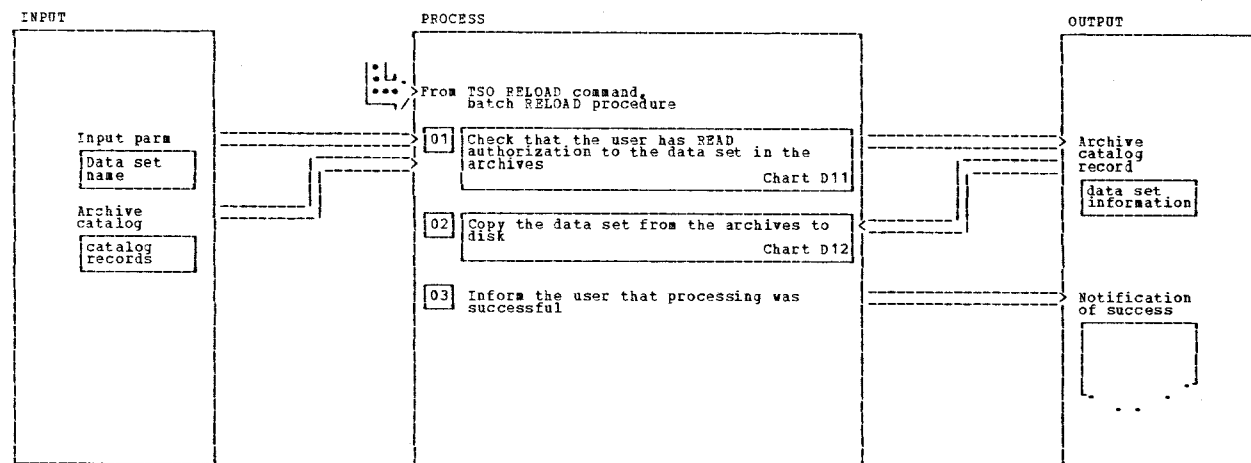 INPUT
PROCESS
OUTPUT
From TSO RELOAD command,
batch RELOAD procedure
Input parm
Data set
name
Archive
catalog
catalog
records
01 Check that the user has READ
authorization to the data set in the
archives
Chart D11
02 Copy the data set from the archives to
disk
Chart D12
03 Inform the user that processing was
successful
Archive
catalog
record
data set
information
Notification
of success